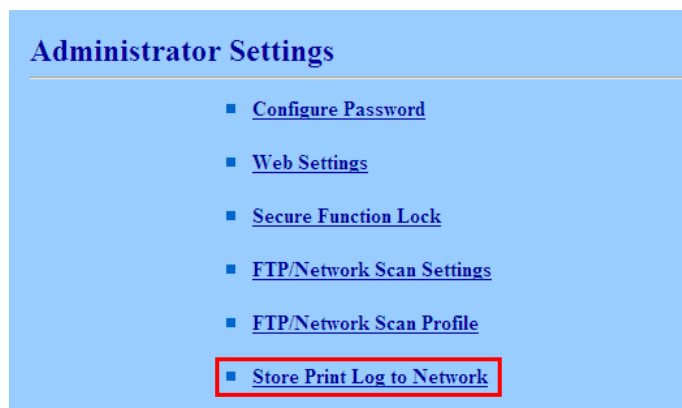 Administrator Settings
Configure Password
Web Settings
Secure Function Lock
FTP/Network Scan Settings
FTP/Network Scan Profile
Store Print Log to Network